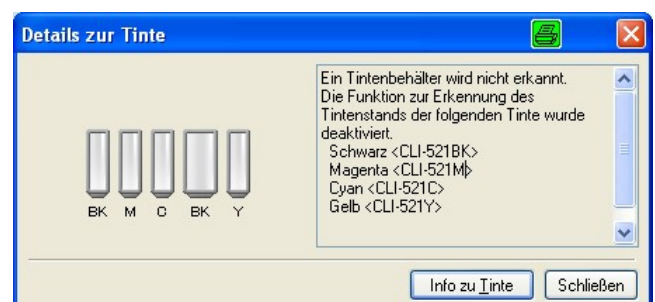 Details zur Tinte
Ein Tintenbehälter wird nicht erkannt.
Die Funktion zur Erkennung des
Tintenstands der folgenden Tinte wurde
deaktiviert.
Schwarz <CLI-521BK>
Magenta <CLI-521M>
Cyan <CLI-521C>
Gelb <CLI-521Y>
BK M C BK Y
Info zu Tinte Schließen